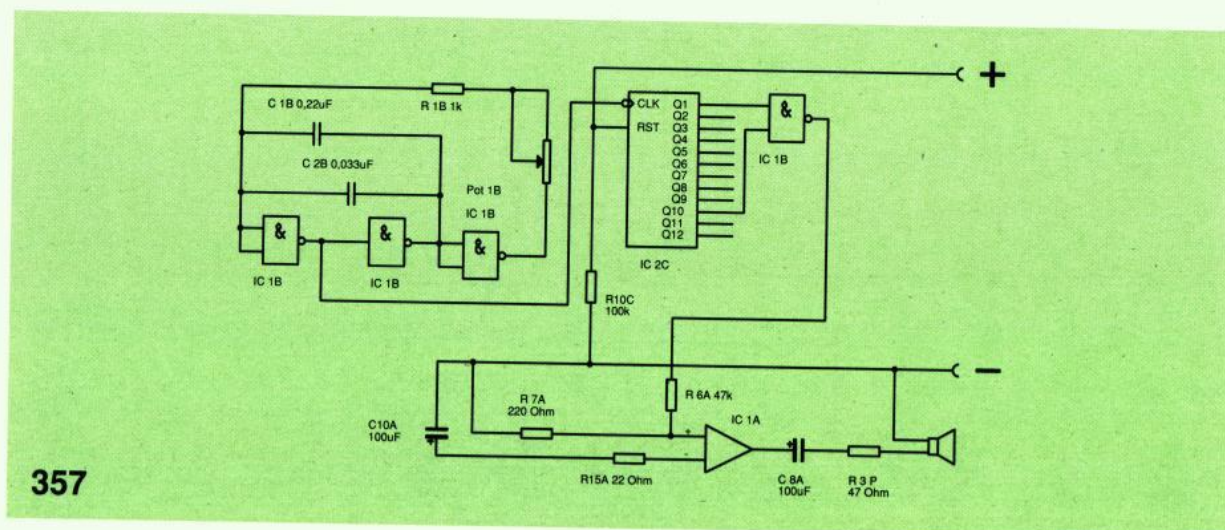 +
C 1B 0,22uF
R 1B 1k
CLK
Q1
&
Q2
RST
Q3
Q4
Q5
IC 1B
C 2B 0,033uF
Q6
Q7
Pot 1B
Q8
Q9
IC 1B
Q10
&
&
&
Q11
Q12
IC 2C
IC 1B
IC 1B
R10C
100k
−
R 7A
220 Ohm
R 6A 47k
C10A
100uF
+
IC 1A
+
-
+
R15A 22 Ohm
C 8A
100uF
R 3 P
47 Ohm
357